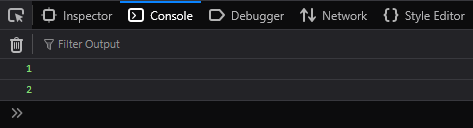 Inspector Console Debugger Network Style Editor
Filter Output
1
2